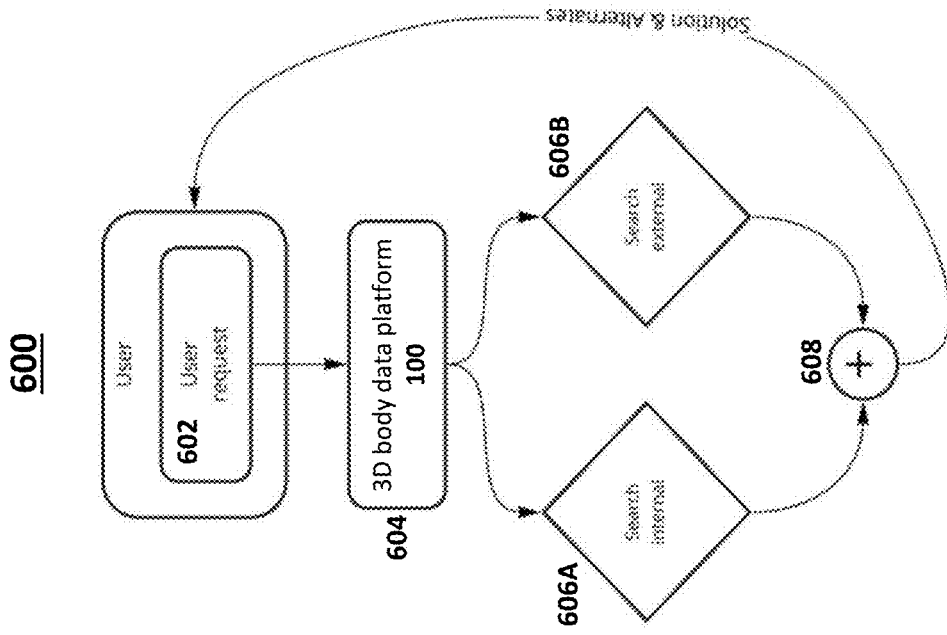 600
User
602
User
request
604
3D body data platform
100
606A
Search
internal
606B
Search
external
608
+
Solution & Alternates